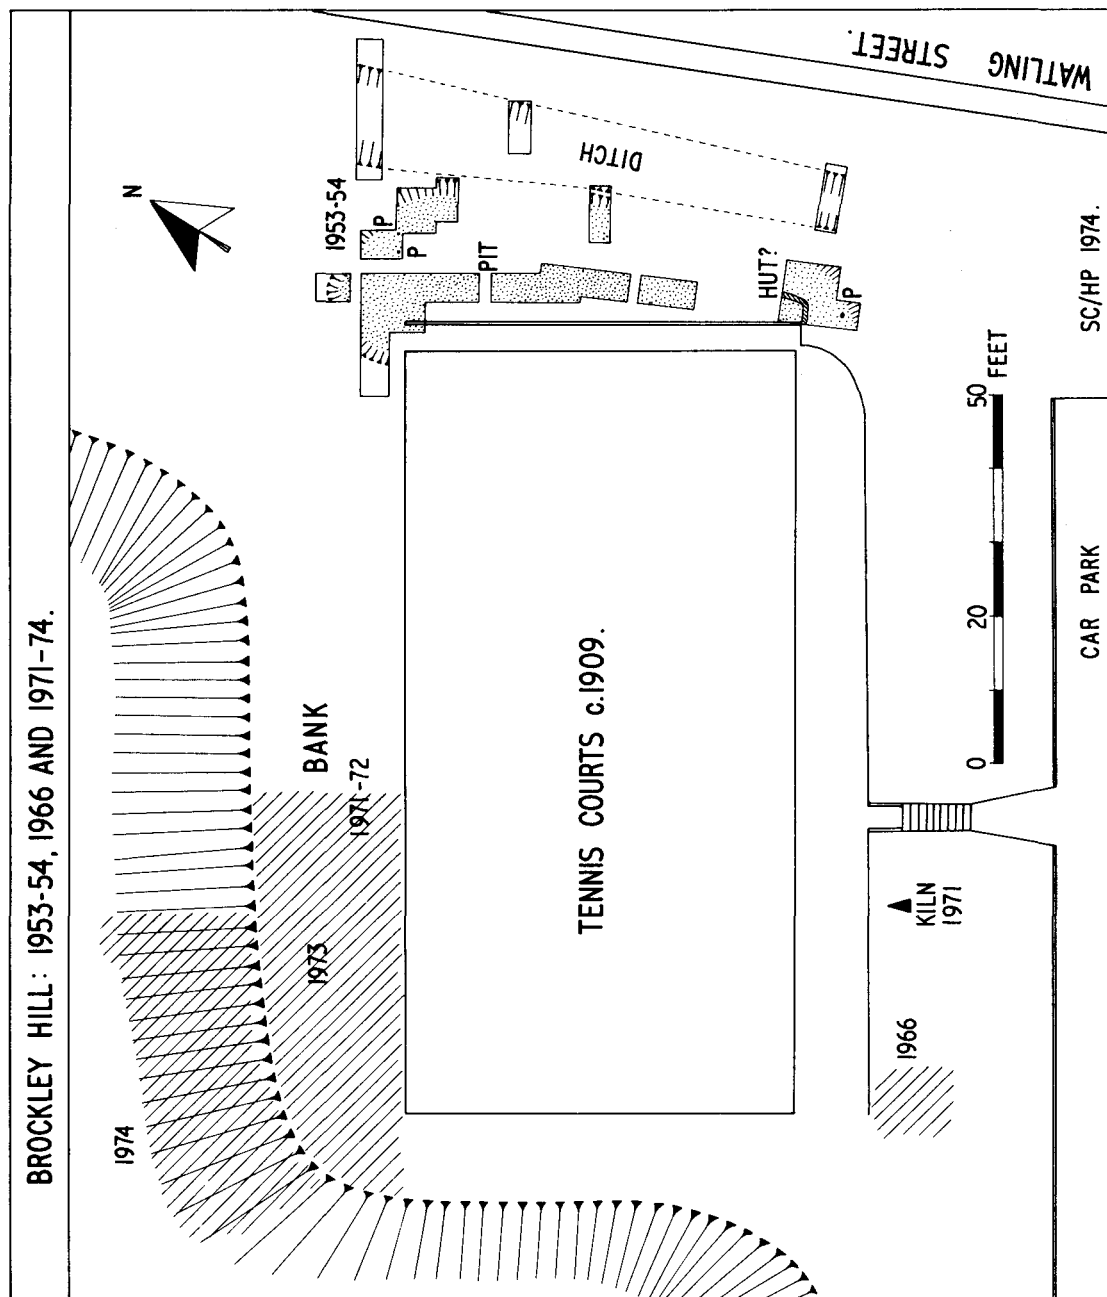 BROCKLEY HILL: 1953-54, 1966 AND 1971-74.
WATLING STREET.
N
1953-54
P
P
DITCH
PIT
HUT?
P
BANK
1971-72
1973
1974
TENNIS COURTS c.1909.
KILN
1971
1966
0 20 50
FEET
CAR PARK
SC/HP 1974.